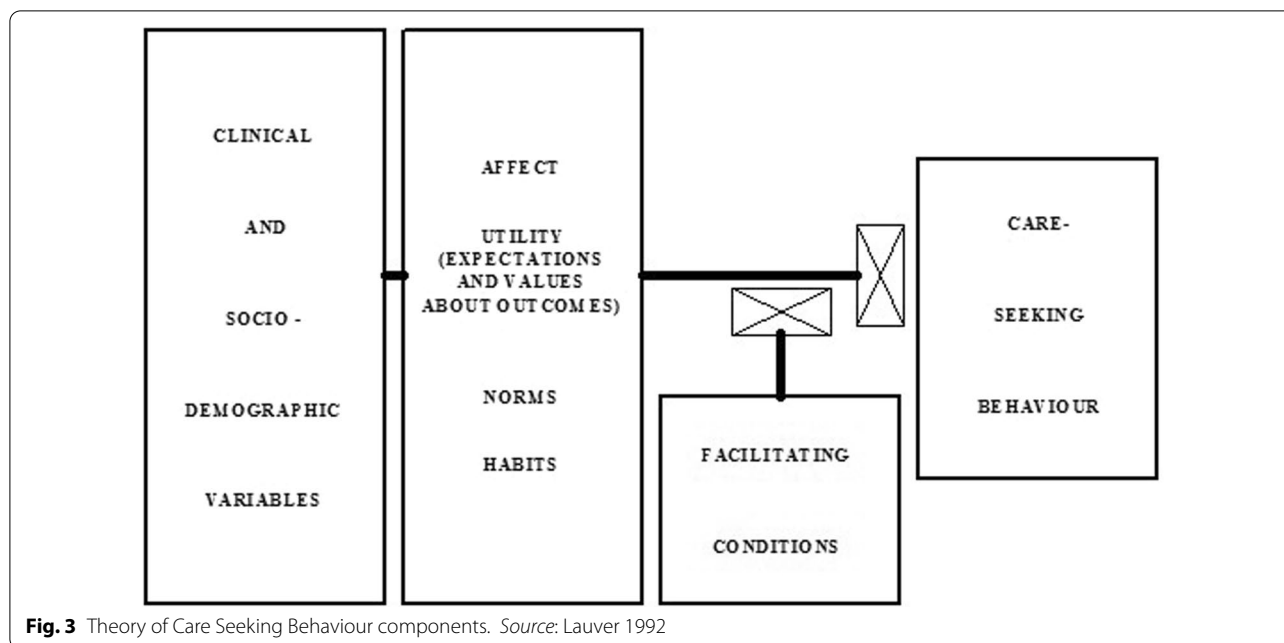 CLINICAL
AND
SOCIO -
DEMOGRAPHIC
VARIABLES
AFFECT
UTILITY
(EXPECTATIONS
AND VALUES
ABOUT OUTCOMES)
NORMS
HABITS
FACILITATING
CONDITIONS
CARE-
SEEKING
BEHAVIOUR
Fig. 3 Theory of Care Seeking Behaviour components. Source: Lauver 1992